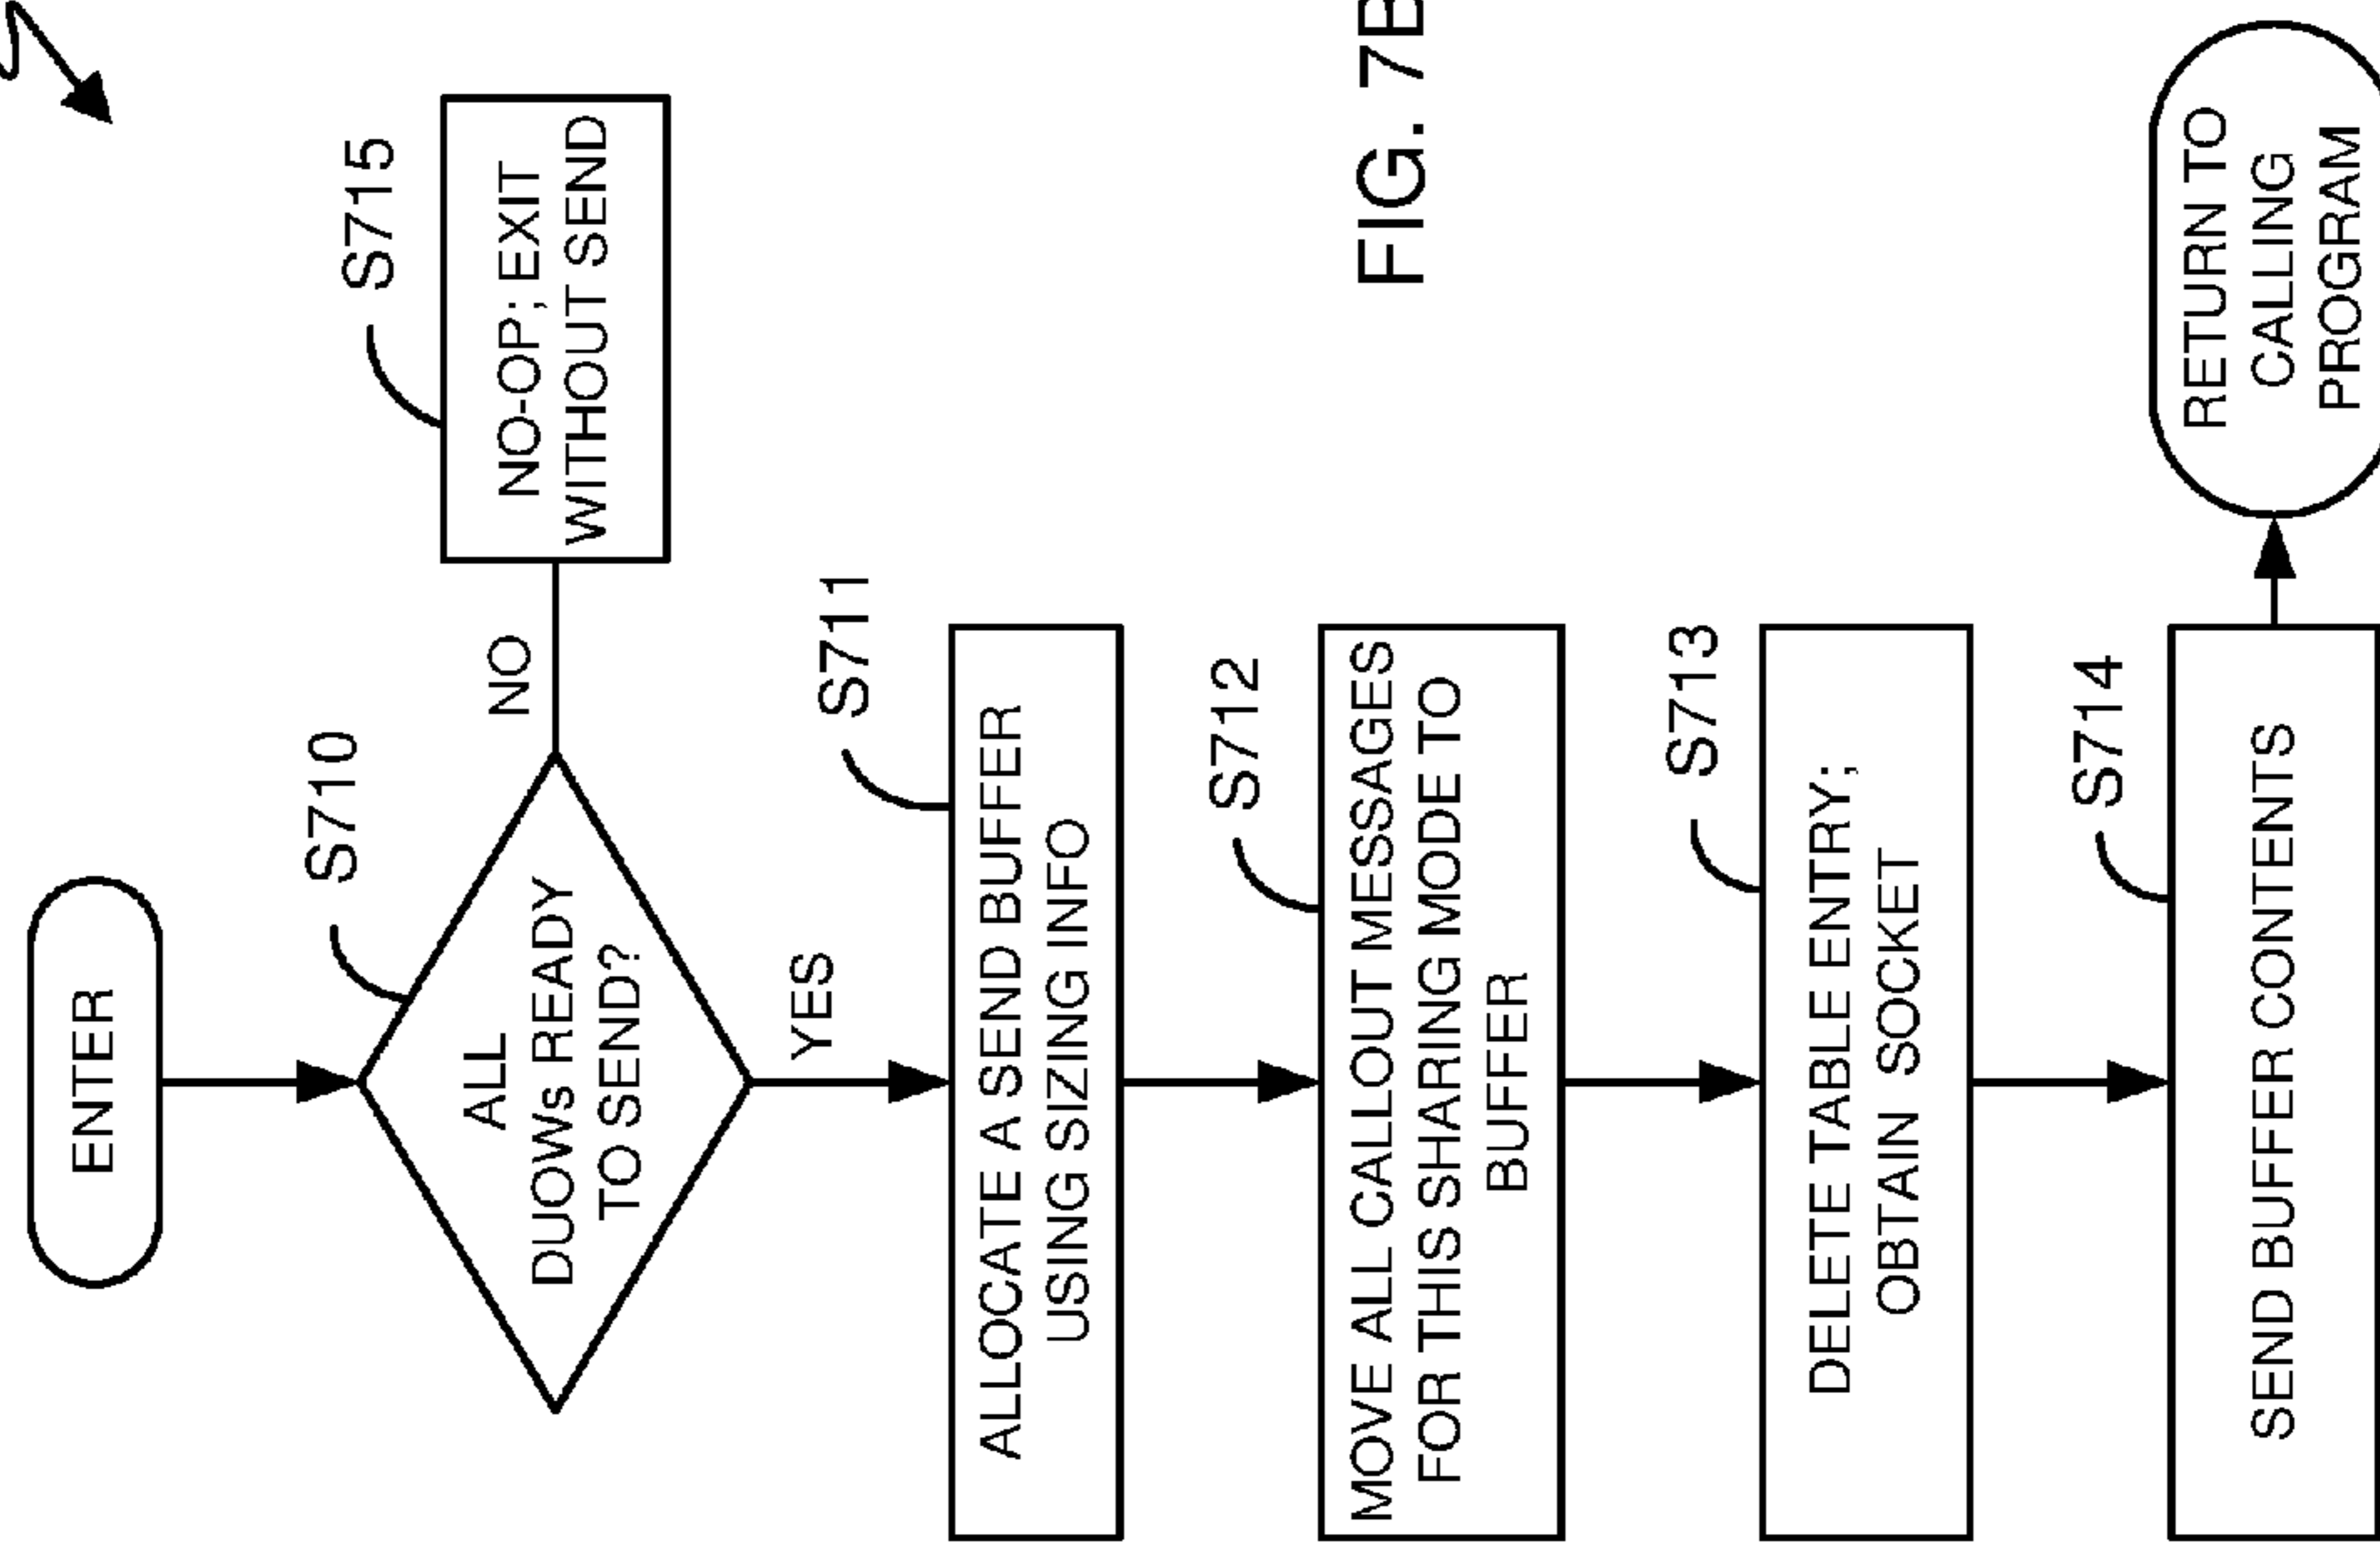 ENTER
S710
ALL
DUOWs READY
TO SEND?
NO
S715
NO-OP; EXIT
WITHOUT SEND
YES
S711
ALLOCATE A SEND BUFFER
USING SIZING INFO
S712
MOVE ALL CALLOUT MESSAGES
FOR THIS SHARING MODE TO
BUFFER
FIG. 7B
S713
DELETE TABLE ENTRY;
OBTAIN SOCKET
S714
SEND BUFFER CONTENTS
RETURN TO
CALLING
PROGRAM